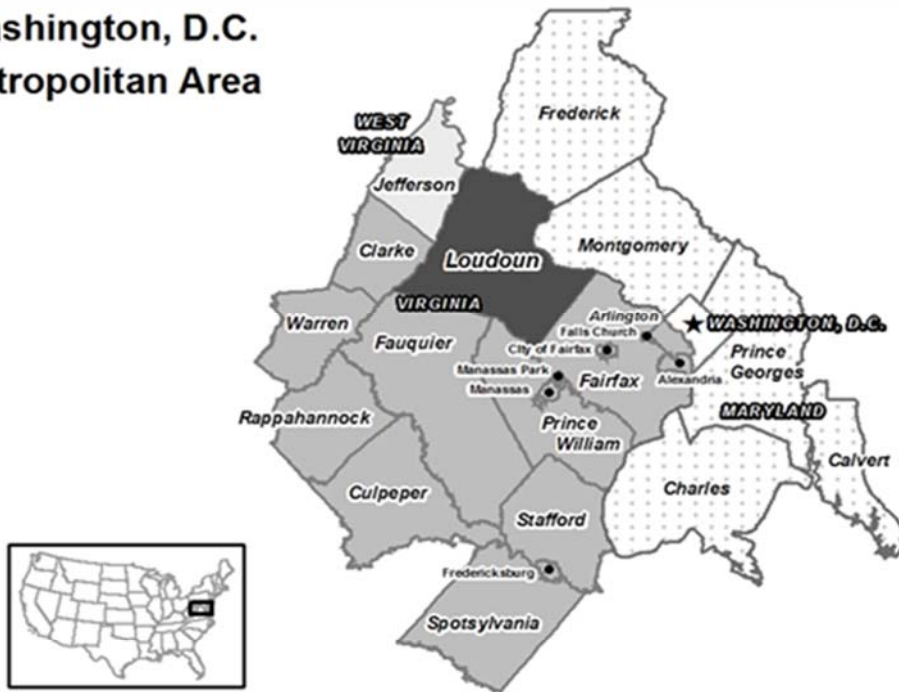 shington, D.C.
tropolitan Area
Frederick
WEST
VIRGINIA
Jefferson
Montgomery
Clarke
Loudoun
VIRGINIA
Arlington
WASHINGTON, D.C.
Warren
Falls Church
Fauquier
City of Fairfax
Prince
Georges
Manassas Park
Fairfax
Alexandria
Manassas
MARYLAND
Rappahannock
Prince
William
Calvert
Culpeper
Charles
Stafford
Fredericksburg
Spotsylvania